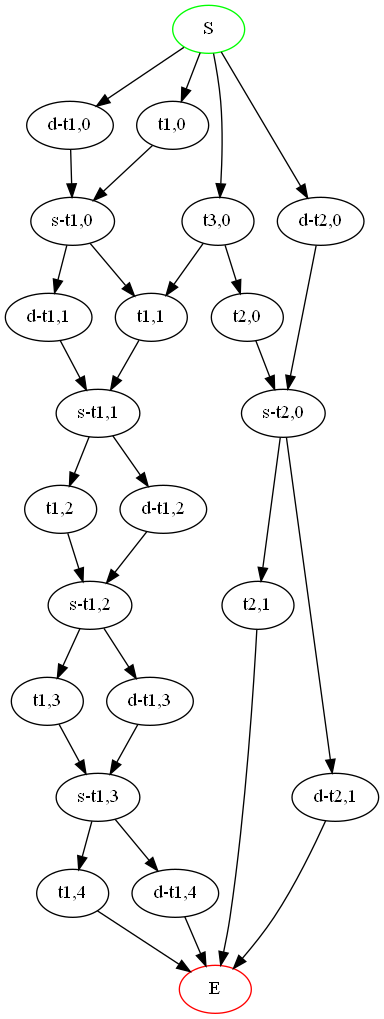 S
d-t1,0
t1,0
s-t1,0
t3,0
d-t2,0
d-t1,1
t1,1
t2,0
s-t1,1
s-t2,0
t1,2
d-t1,2
s-t1,2
t2,1
t1,3
d-t1,3
s-t1,3
d-t2,1
t1,4
d-t1,4
E